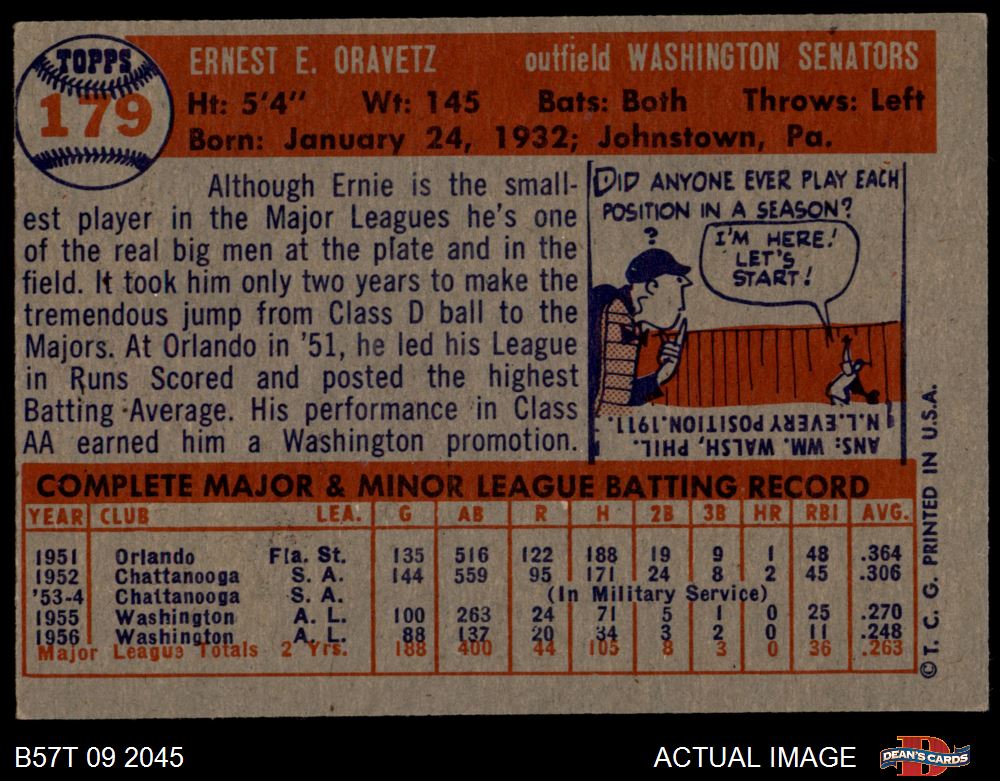 TOPPS
179
ERNEST E. ORAVETZ outfield WASHINGTON SENATORS
Ht: 5'4" Wt: 145 Bats: Both Throws: Left
Born: January 24, 1932; Johnstown, Pa.
Although Ernie is the small-
est player in the Major Leagues he's one
of the real big men at the plate and in the
field. It took him only two years to make the
tremendous jump from Class D ball to the
Majors. At Orlando in '51, he led his League
in Runs Scored and posted the highest
Batting Average. His performance in Class
AA earned him a Washington promotion.
DID ANYONE EVER PLAY EACH
POSITION IN A SEASON?
?
I'M HERE!
LET'S
START!
ANS: WM. WALSH, PHIL.
N.L. EVERY POSITION. 1911.
COMPLETE MAJOR & MINOR LEAGUE BATTING RECORD
YEAR CLUB LEA. G AB R H 2B 3B HR RBI AVG.
1951 Orlando Fla. St. 135 516 122 188 19 9 1 48 .364
1952 Chattanooga S. A. 144 559 95 171 24 8 2 45 .306
'53-4 Chattanooga S. A. (In Military Service)
1955 Washington A. L. 100 263 24 71 5 1 0 25 .270
1956 Washington A. L. 88 137 20 34 3 2 0 11 .248
Major League Totals 2 Yrs. 188 400 44 105 8 3 0 36 .263
© T. C. G. PRINTED IN U.S.A.
B57T 09 2045 ACTUAL IMAGE DEAN'S CARDS